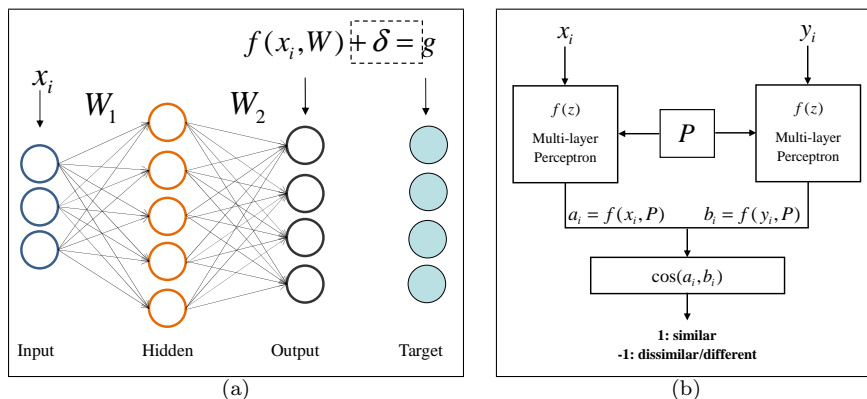 f(x_i, W) + δ = g
x_i
W_1
W_2
Input
Hidden
Output
Target
(a)
x_i
y_i
f(z)
Multi-layer
Perceptron
P
f(z)
Multi-layer
Perceptron
a_i = f(x_i, P)
b_i = f(y_i, P)
cos(a_i, b_i)
1: similar
-1: dissimilar/different
(b)